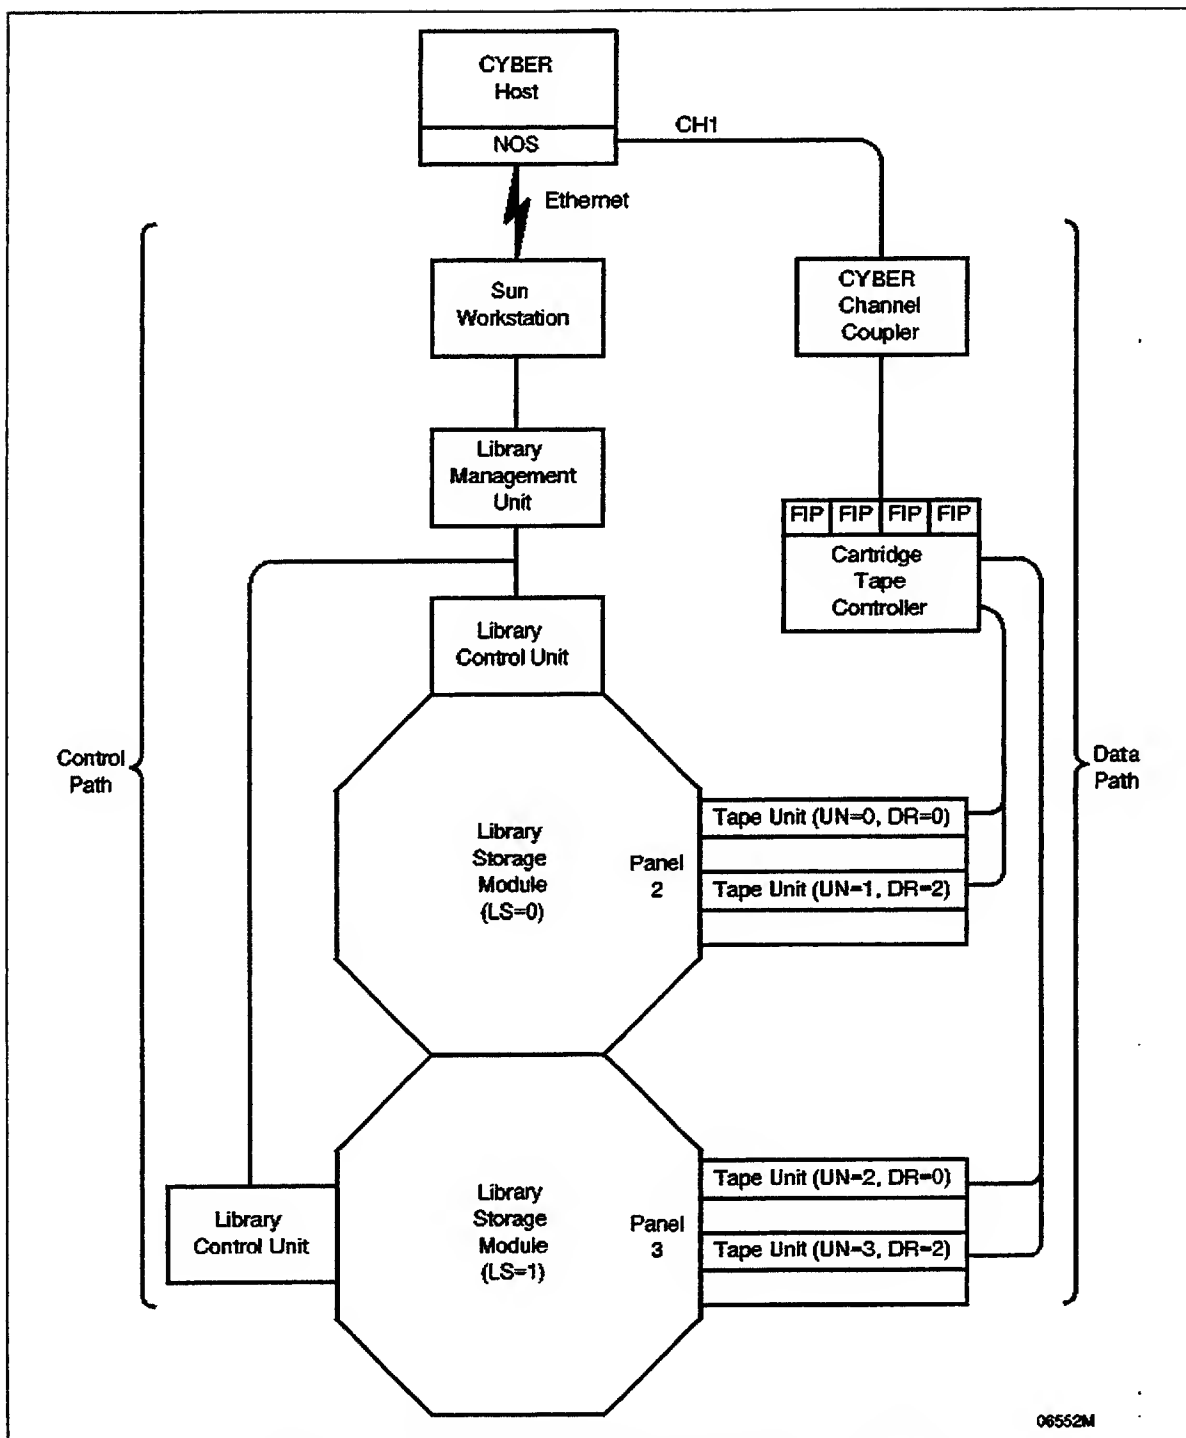 CYBER
Host
NOS
CH1
Ethernet
Sun
Workstation
CYBER
Channel
Coupler
Library
Management
Unit
FIP FIP FIP FIP
Cartridge
Tape
Controller
Library
Control Unit
Control
Path
Data
Path
Library
Storage
Module
(LS=0)
Panel
2
Tape Unit (UN=0, DR=0)
Tape Unit (UN=1, DR=2)
Library
Control Unit
Library
Storage
Module
(LS=1)
Panel
3
Tape Unit (UN=2, DR=0)
Tape Unit (UN=3, DR=2)
06552M